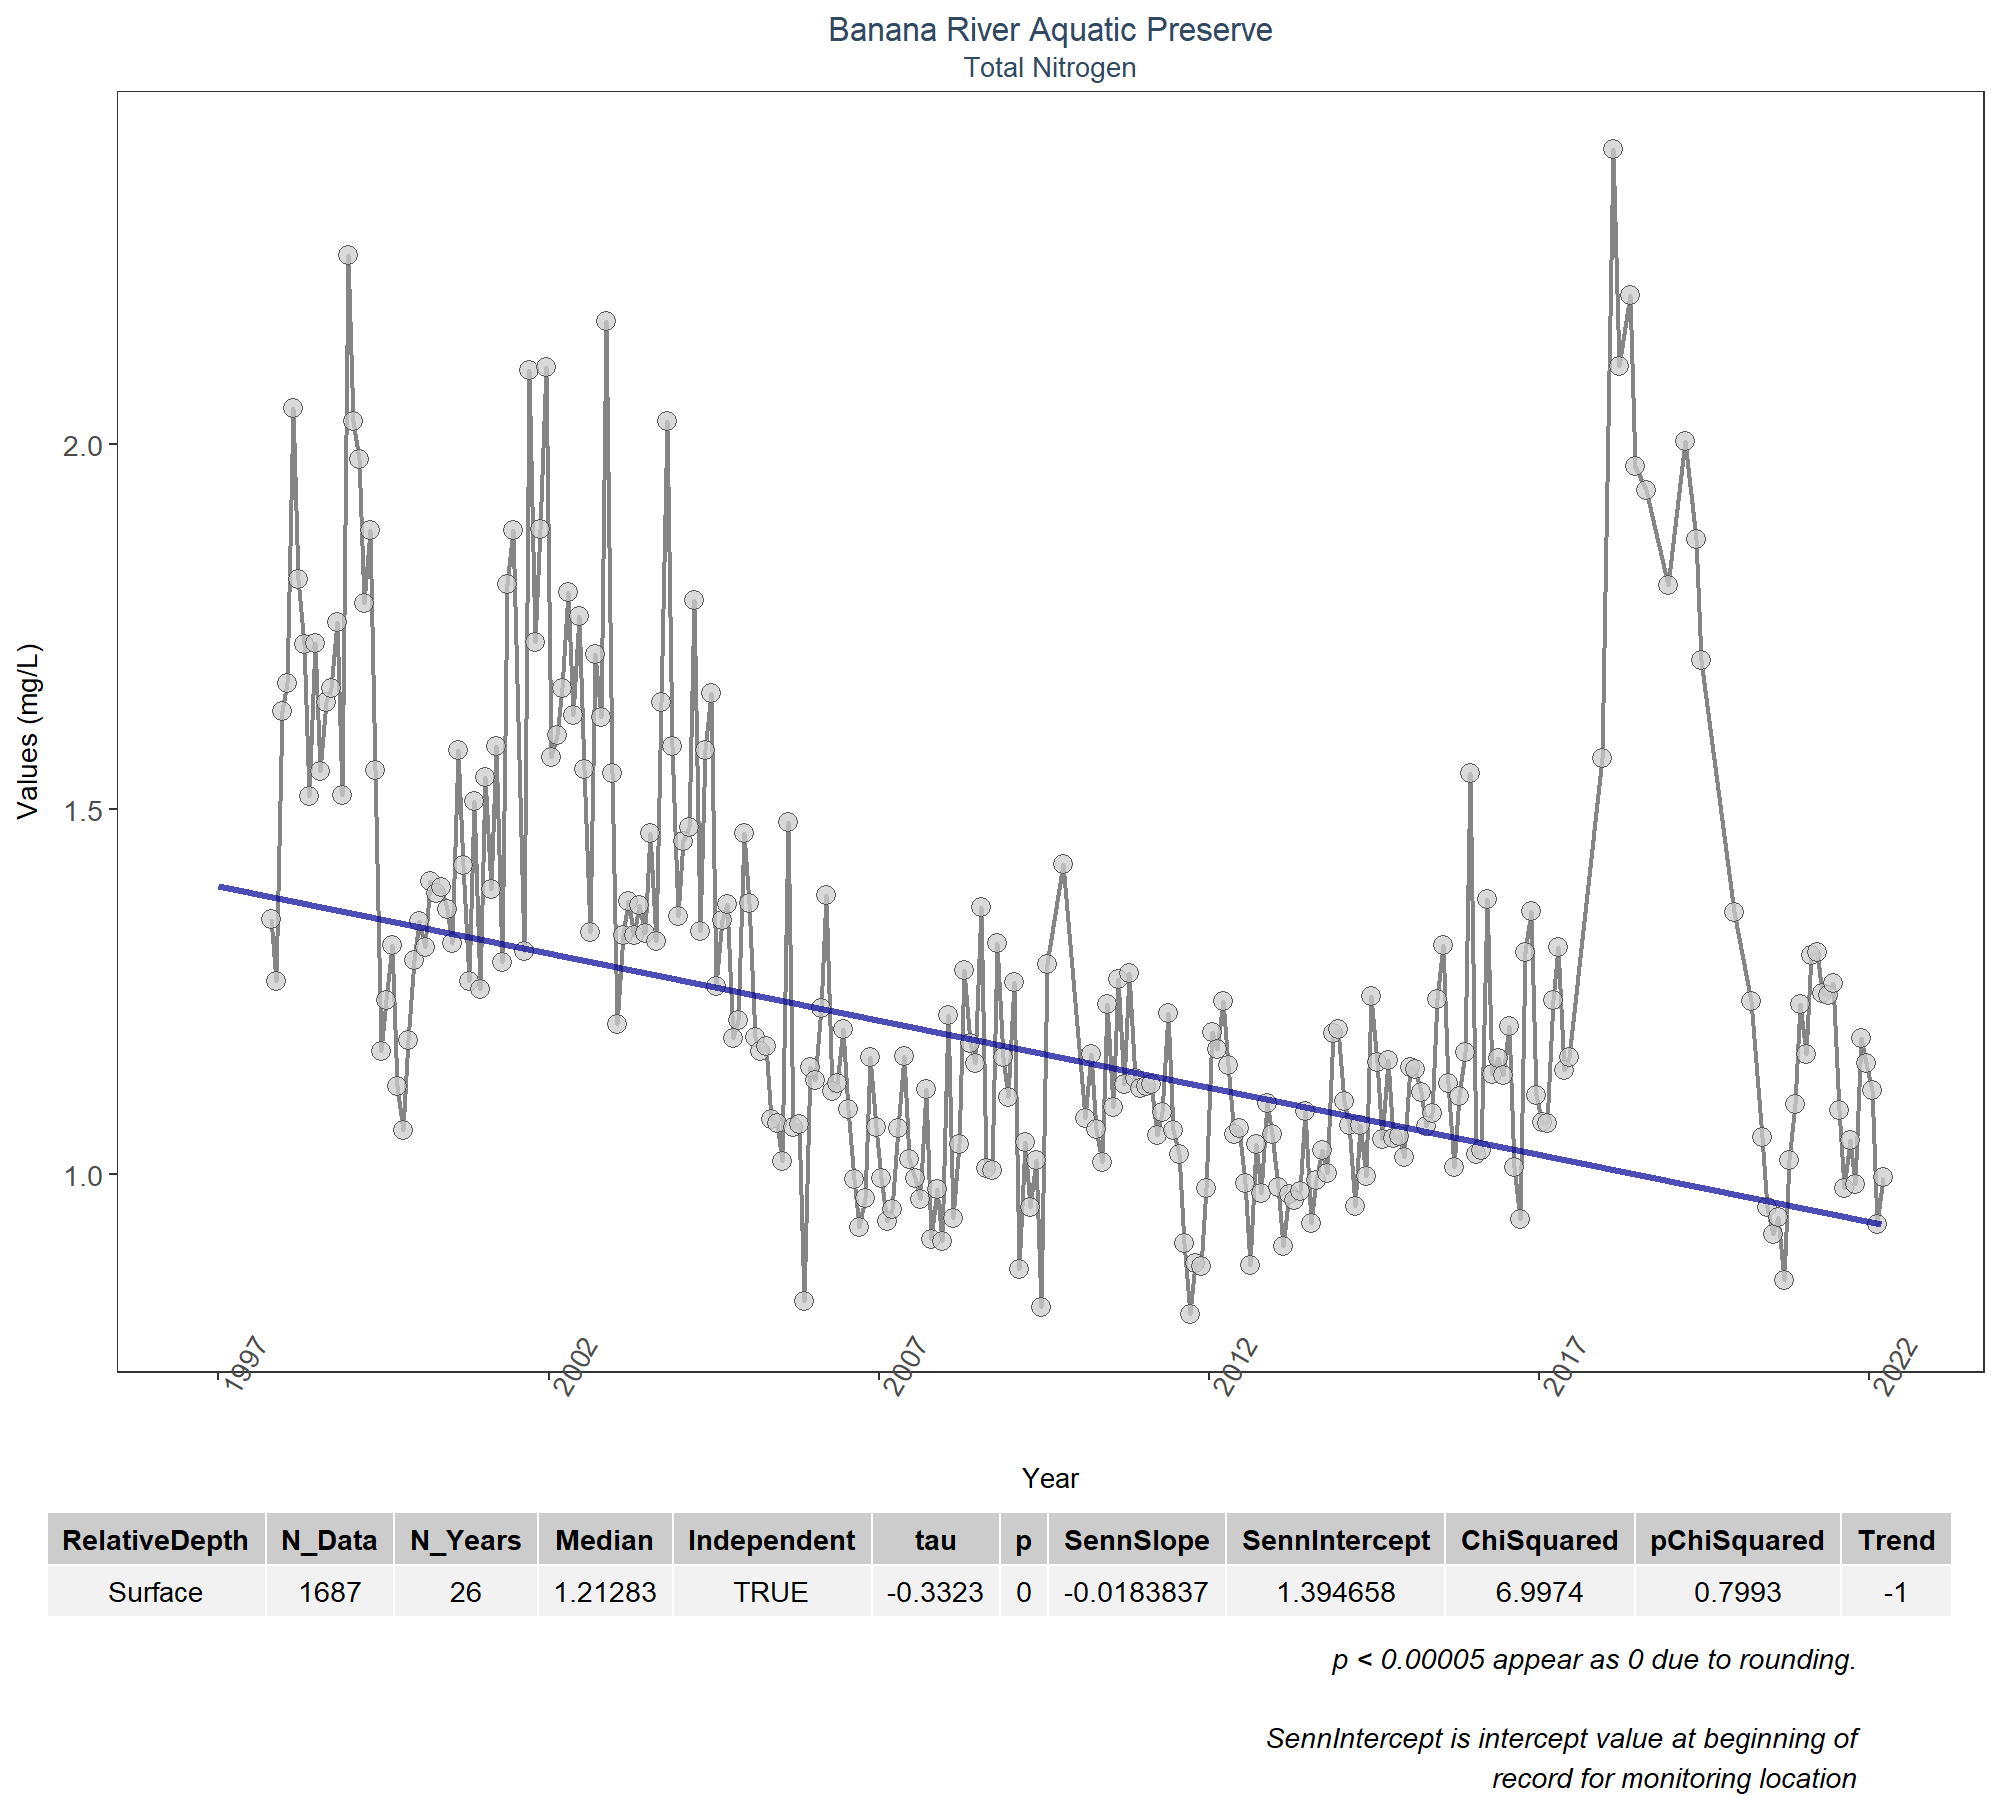 Banana River Aquatic Preserve
Total Nitrogen
Values (mg/L)
2.0
1.5
1.0
1997 2002 2007 2012 2017 2022
Year
RelativeDepth N_Data N_Years Median Independent tau p SennSlope SennIntercept ChiSquared pChiSquared Trend
Surface 1687 26 1.21283 TRUE -0.3323 0 -0.0183837 1.394658 6.9974 0.7993 -1
p < 0.00005 appear as 0 due to rounding.
SennIntercept is intercept value at beginning of
record for monitoring location